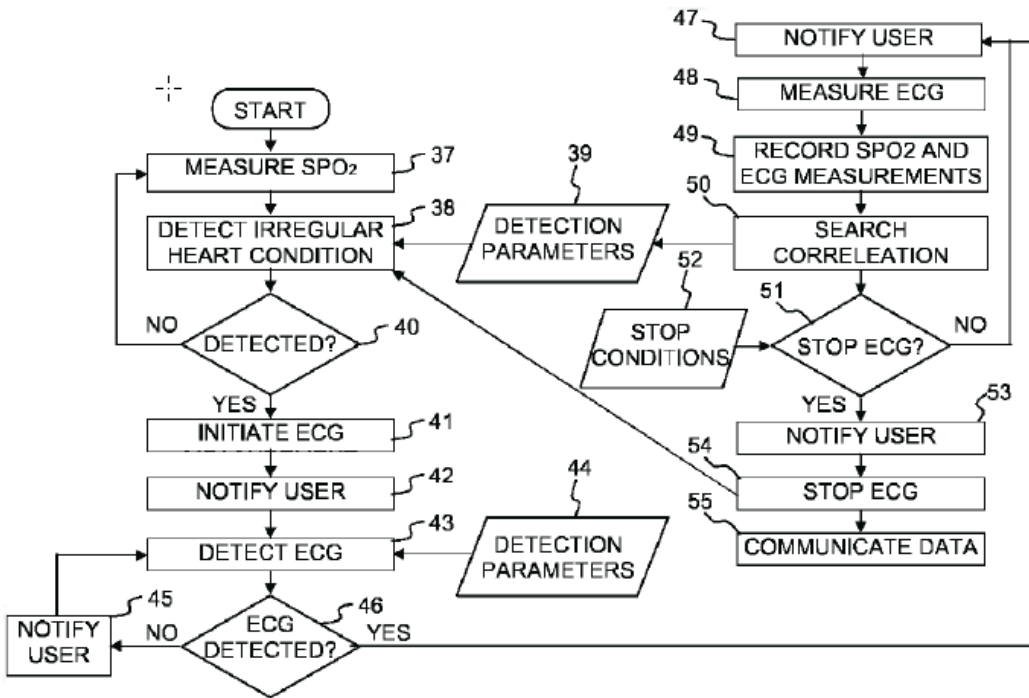 START
MEASURE SPO2
37
DETECT IRREGULAR
HEART CONDITION
38
DETECTION
PARAMETERS
39
DETECTED?
40
NO
YES
INITIATE ECG
41
NOTIFY USER
42
DETECT ECG
43
DETECTION
PARAMETERS
44
ECG
DETECTED?
46
NO
YES
NOTIFY
USER
45
47
NOTIFY USER
48
MEASURE ECG
49
RECORD SPO2 AND
ECG MEASUREMENTS
50
SEARCH
CORRELEATION
51
STOP ECG?
NO
YES
52
STOP
CONDITIONS
53
NOTIFY USER
54
STOP ECG
55
COMMUNICATE DATA